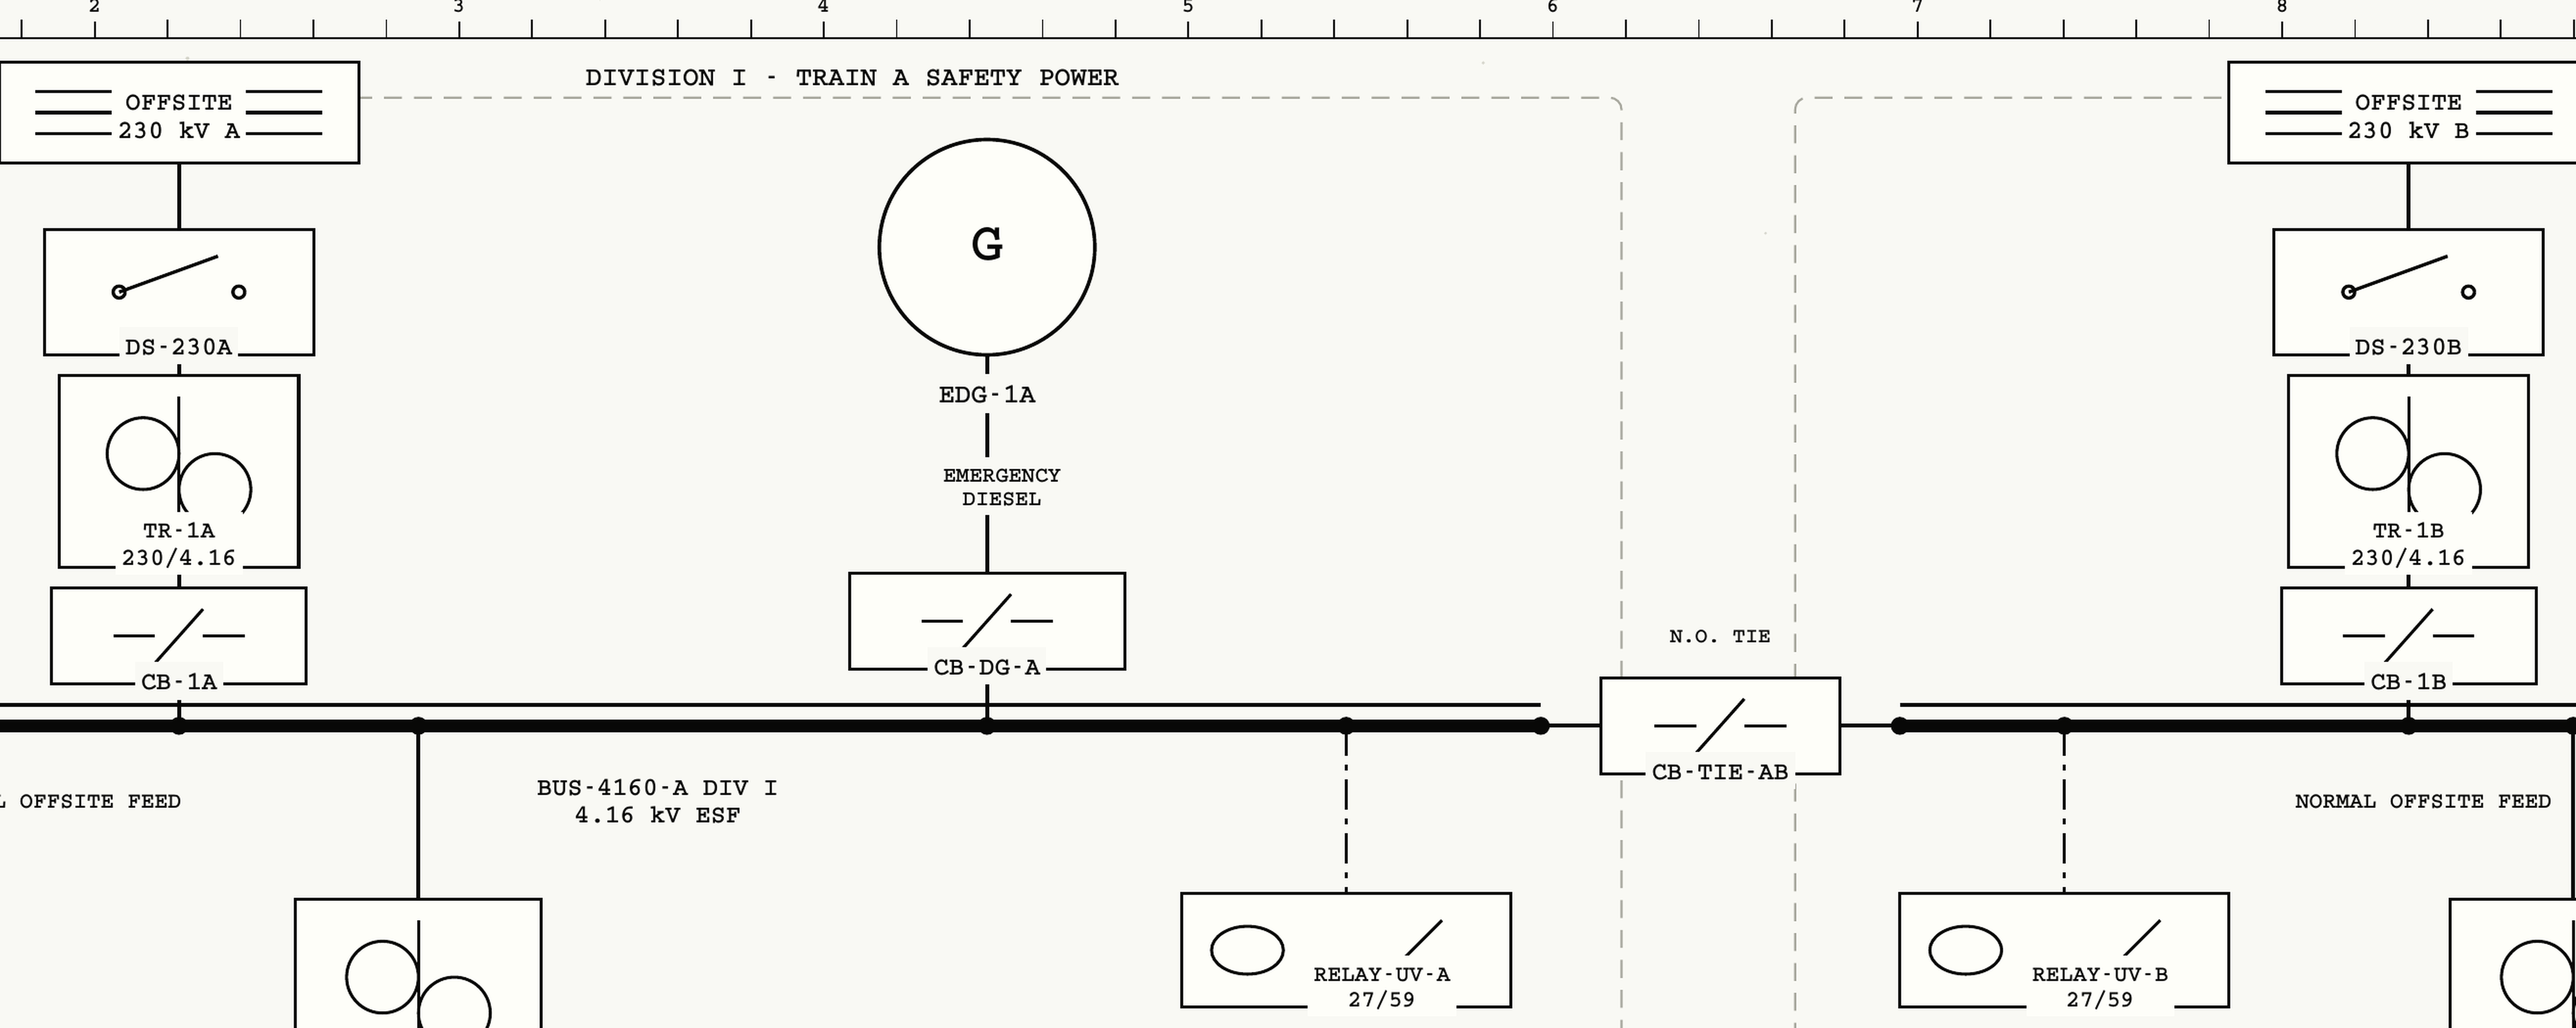 2 3 4 5 6 7 8
DIVISION I - TRAIN A SAFETY POWER
OFFSITE
230 kV A
OFFSITE
230 kV B
G
DS-230A
DS-230B
EDG-1A
EMERGENCY
DIESEL
TR-1A
230/4.16
TR-1B
230/4.16
N.O. TIE
CB-1A
CB-DG-A
CB-1B
CB-TIE-AB
BUS-4160-A DIV I
4.16 kV ESF
OFFSITE FEED
NORMAL OFFSITE FEED
RELAY-UV-A
27/59
RELAY-UV-B
27/59